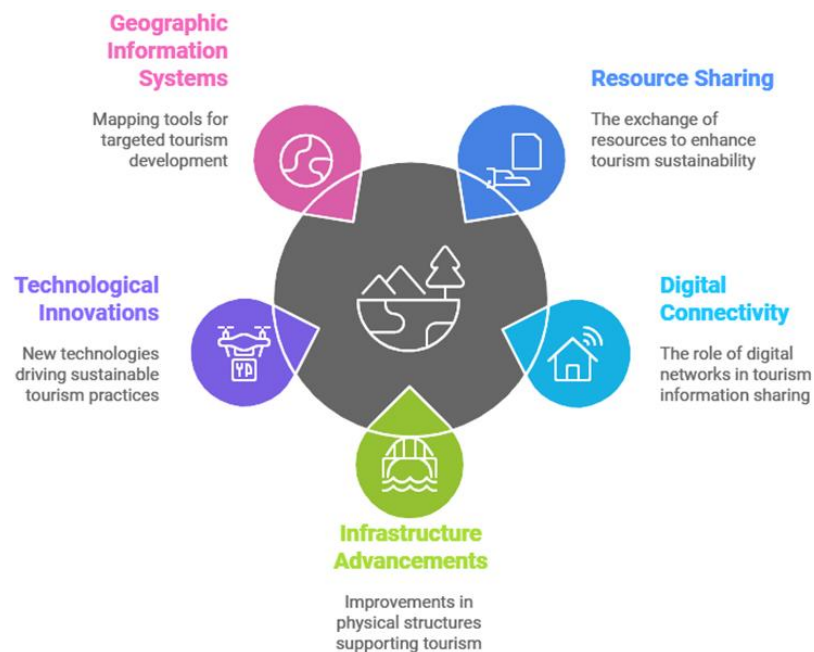 Geographic
Information
Systems
Mapping tools for
targeted tourism
development
Resource Sharing
The exchange of
resources to enhance
tourism sustainability
Technological
Innovations
New technologies
driving sustainable
tourism practices
Digital
Connectivity
The role of digital
networks in tourism
information sharing
Infrastructure
Advancements
Improvements in
physical structures
supporting tourism